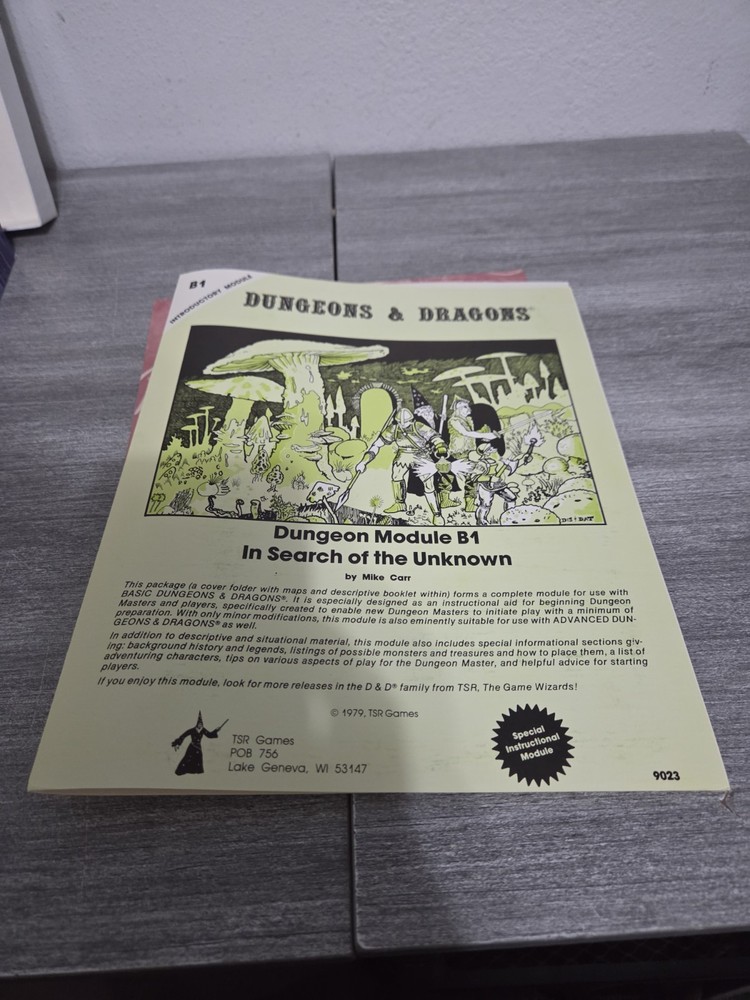 B1
INTRODUCTORY MODULE
DUNGEONS & DRAGONS®
Dungeon Module B1
In Search of the Unknown
by Mike Carr
This package (a cover folder with maps and descriptive booklet within) forms a complete module for use with
BASIC DUNGEONS & DRAGONS®. It is especially designed as an instructional aid for beginning Dungeon
Masters and players, specifically created to enable new Dungeon Masters to initiate play with a minimum of
preparation. With only minor modifications, this module is also eminently suitable for use with ADVANCED DUN-
GEONS & DRAGONS® as well.
In addition to descriptive and situational material, this module also includes special informational sections giv-
ing: background history and legends, listings of possible monsters and treasures and how to place them, a list of
adventuring characters, tips on various aspects of play for the Dungeon Master, and helpful advice for starting
players.
If you enjoy this module, look for more releases in the D & D® family from TSR, The Game Wizards!
© 1979, TSR Games
TSR Games
POB 756
Lake Geneva, WI 53147
Special
Instructional
Module
9023